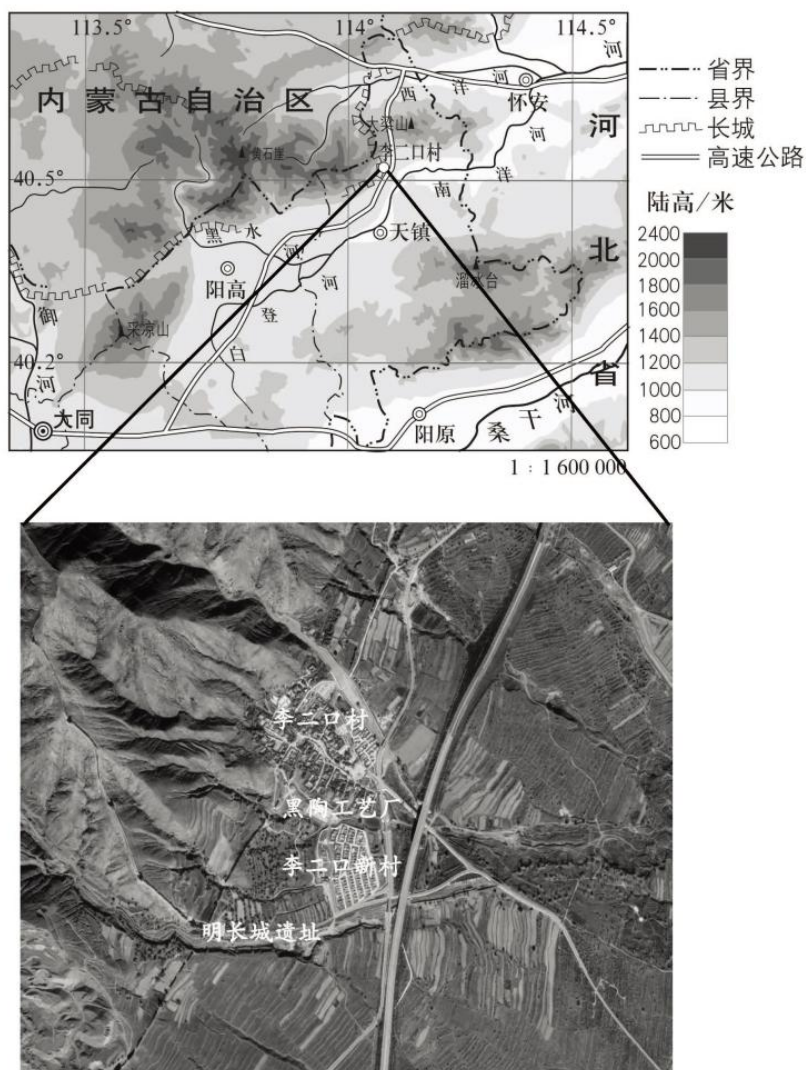 113.5°
114°
114.5°
内蒙古自治区
西洋河
怀安
河
大梁山
黄石崖
李二口村
40.5°
南洋河
黑水河
天镇
北
阳高
溜冰台
御河
采凉山
白登河
40.2°
省
大同
阳原
桑干河
1：1 600 000
省界
县界
长城
高速公路
陆高/米
2400
2000
1800
1600
1400
1200
1000
800
600
李二口村
黑陶工艺厂
李二口新村
明长城遗址